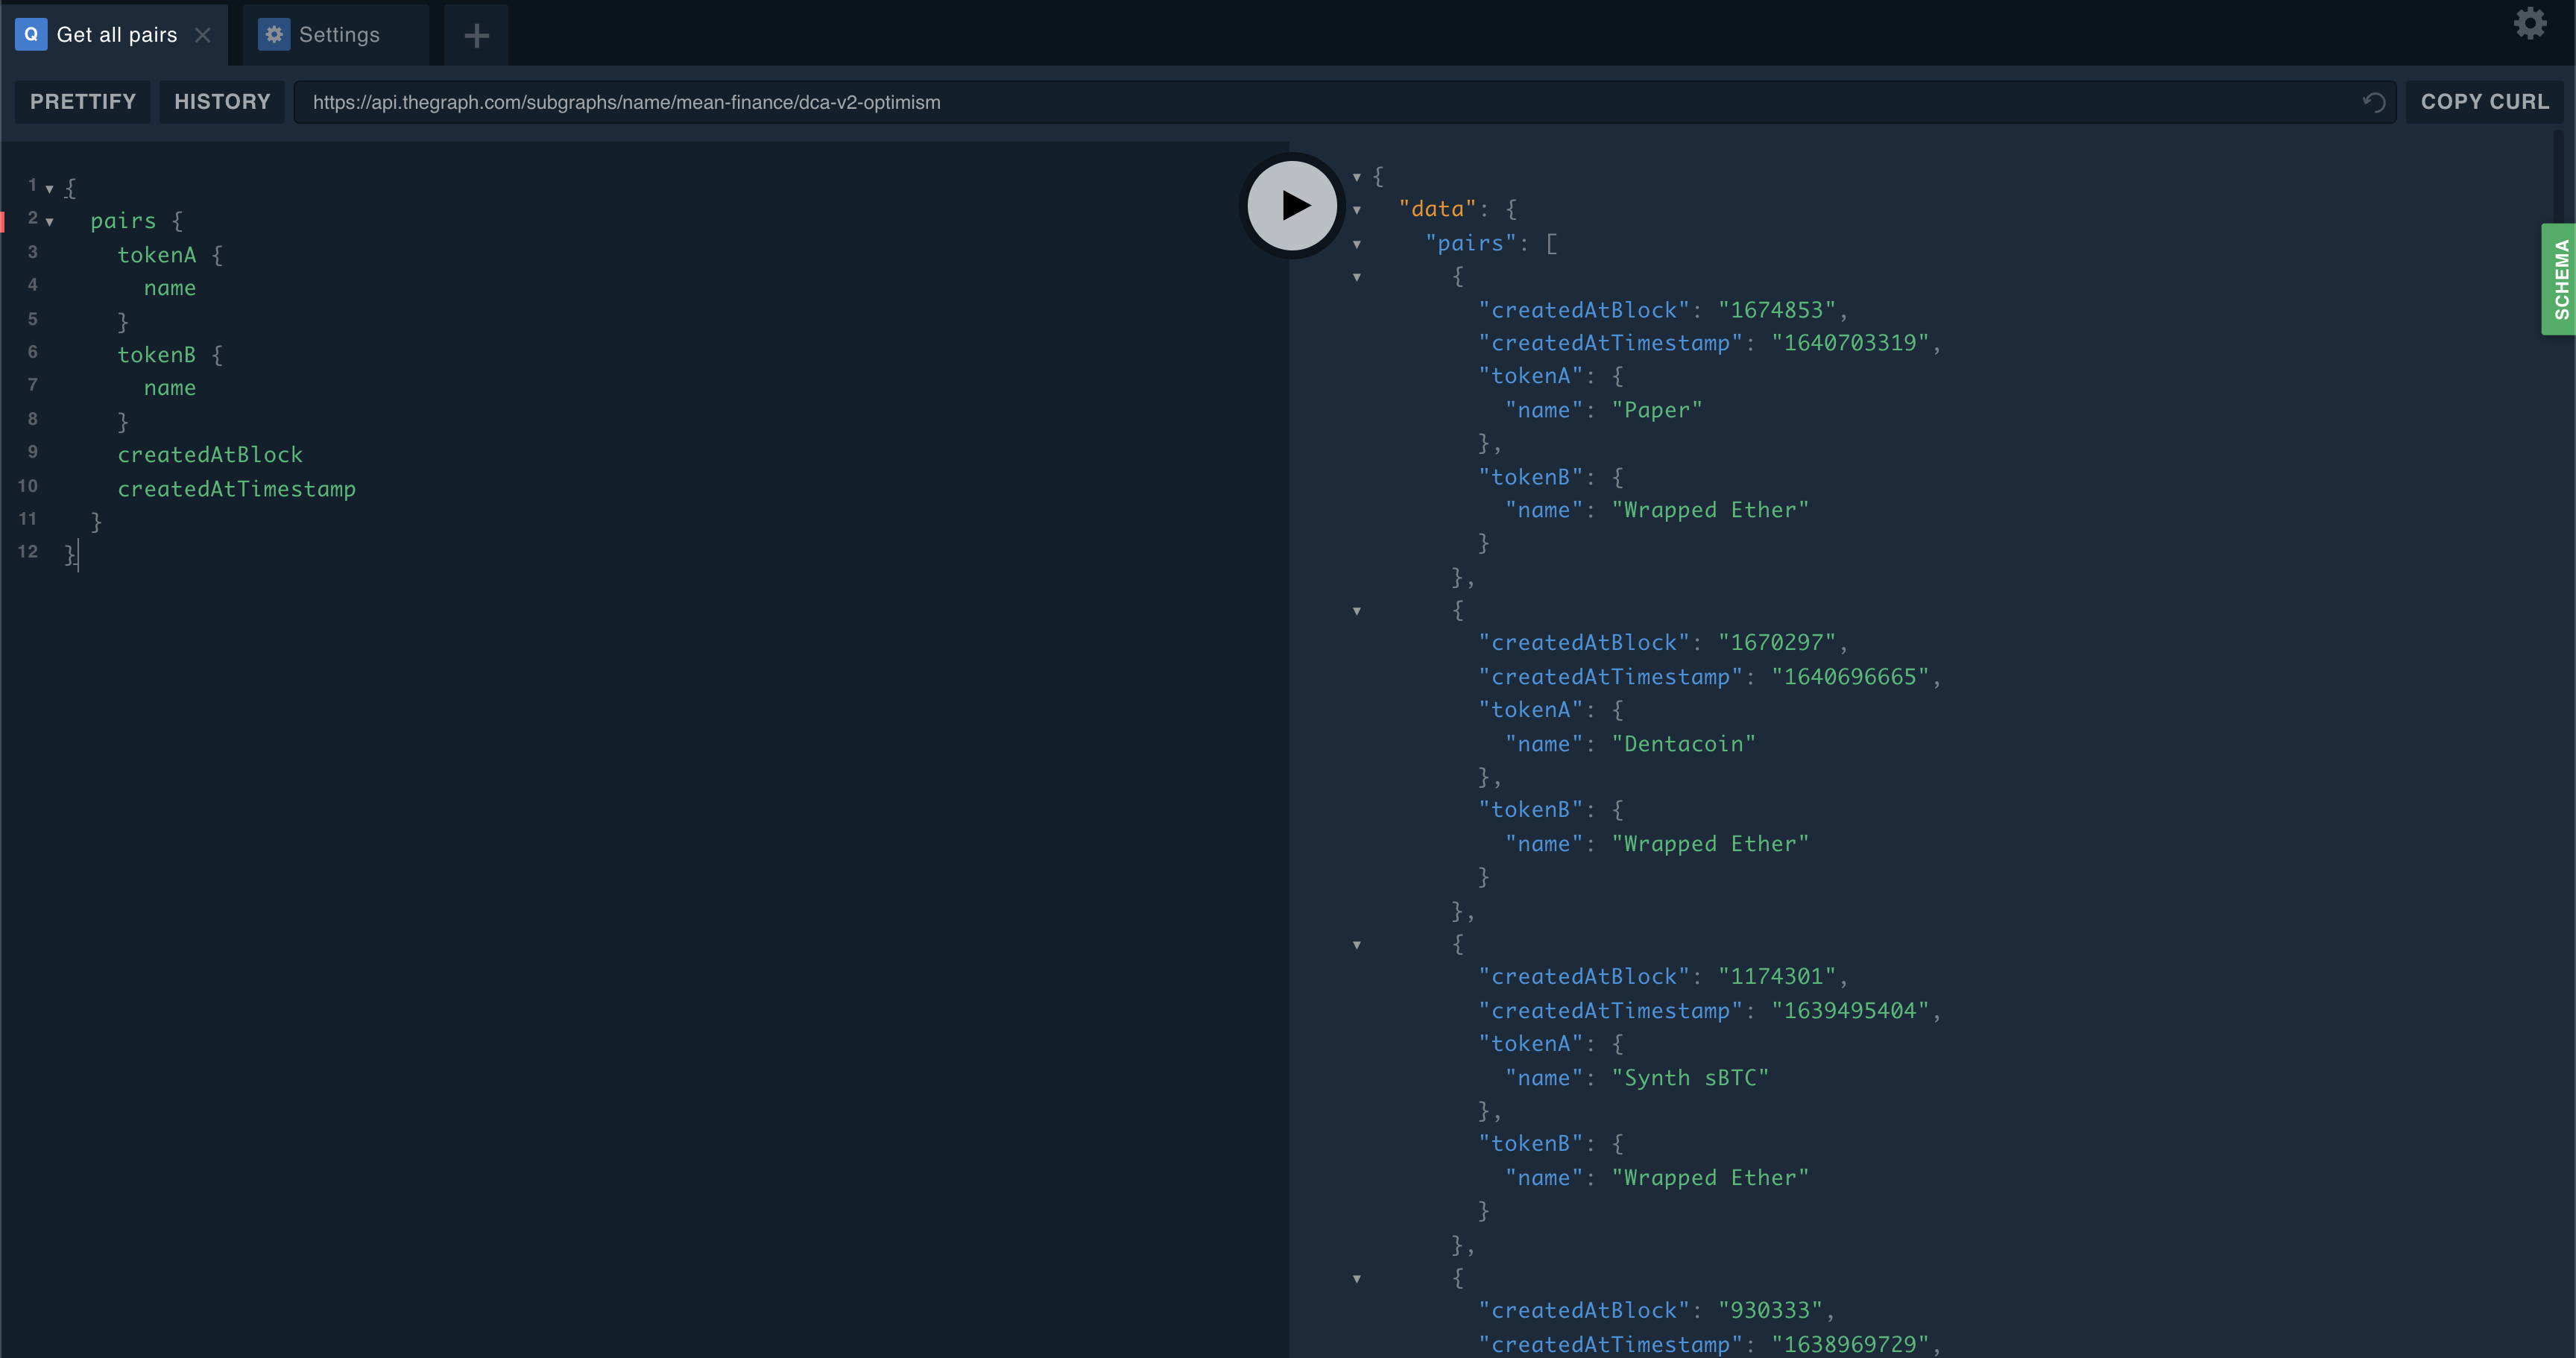 Q Get all pairs
Settings
PRETTIFY HISTORY https://api.thegraph.com/subgraphs/name/mean-finance/dca-v2-optimism COPY CURL
SCHEMA
1 {
2 pairs {
3 tokenA {
4 name
5 }
6 tokenB {
7 name
8 }
9 createdAtBlock
10 createdAtTimestamp
11 }
12 }
{
"data": {
"pairs": [
{
"createdAtBlock": "1674853",
"createdAtTimestamp": "1640703319",
"tokenA": {
"name": "Paper"
},
"tokenB": {
"name": "Wrapped Ether"
}
},
{
"createdAtBlock": "1670297",
"createdAtTimestamp": "1640696665",
"tokenA": {
"name": "Dentacoin"
},
"tokenB": {
"name": "Wrapped Ether"
}
},
{
"createdAtBlock": "1174301",
"createdAtTimestamp": "1639495404",
"tokenA": {
"name": "Synth sBTC"
},
"tokenB": {
"name": "Wrapped Ether"
}
},
{
"createdAtBlock": "930333",
"createdAtTimestamp": "1638969729",